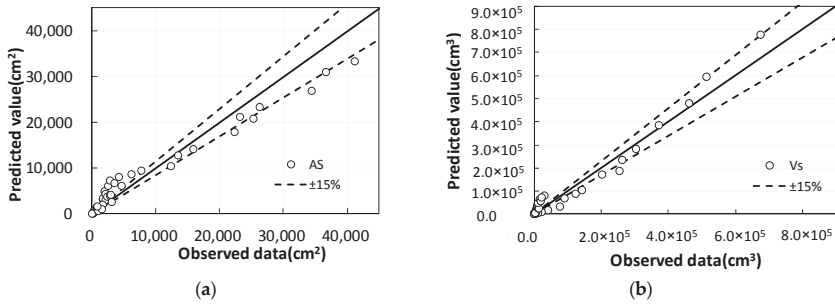 (a)
Predicted value(cm²)
40,000
30,000
20,000
10,000
0
AS
±15%
0
10,000
20,000
30,000
40,000
Observed data(cm²)
(a)
(b)
Predicted value(cm³)
9.0×10⁵
8.0×10⁵
7.0×10⁵
6.0×10⁵
5.0×10⁵
4.0×10⁵
3.0×10⁵
2.0×10⁵
1.0×10⁵
0.0
Vs
±15%
0.0
2.0×10⁵
4.0×10⁵
6.0×10⁵
8.0×10⁵
Observed data(cm³)
(b)